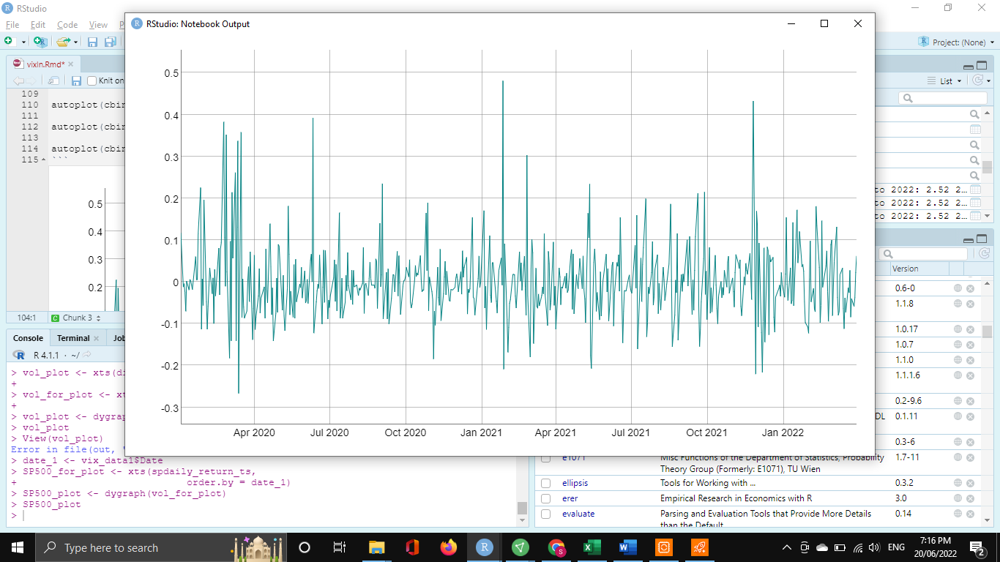 RStudio
File Edit Code View
RStudio: Notebook Output
Project: (None)
vixIn.Rmd*
Knit on
List
109
110 autoplot(cbin
111
112 autoplot(cbin
113
114 autoplot(cbin
115 ```
0.5
0.4
0.3
0.2
104:1 Chunk 3
Console Terminal Job
R 4.1.1 · ~/
> vol_plot <- xts(di
+
> vol_for_plot <- xt
+
> vol_plot <- dygrap
> vol_plot
> View(vol_plot)
Error in file(out,
> date_1 <- vix_data1$Date
> SP500_for_plot <- xts(spdaily_return_ts,
+ order.by = date_1)
> SP500_plot <- dygraph(vol_for_plot)
> SP500_plot
>
0.5
0.4
0.3
0.2
0.1
0
-0.1
-0.2
-0.3
Apr 2020 Jul 2020 Oct 2020 Jan 2021 Apr 2021 Jul 2021 Oct 2021 Jan 2022
to 2022: 2.52 2…
to 2022: 2.52 2…
to 2022: 2.52 2…
Version
0.6-0
1.1.8
1.0.17
1.0.7
1.1.0
1.1.1.6
0.2-9.6
DL 0.1.11
0.3-6
e1071 Misc Functions of the Department of Statistics, Probability 1.7-11
Theory Group (Formerly: E1071), TU Wien
ellipsis Tools for Working with ... 0.3.2
erer Empirical Research in Economics with R 3.0
evaluate Parsing and Evaluation Tools that Provide More Details 0.14
than the Default
Type here to search
ENG
7:16 PM
20/06/2022
2